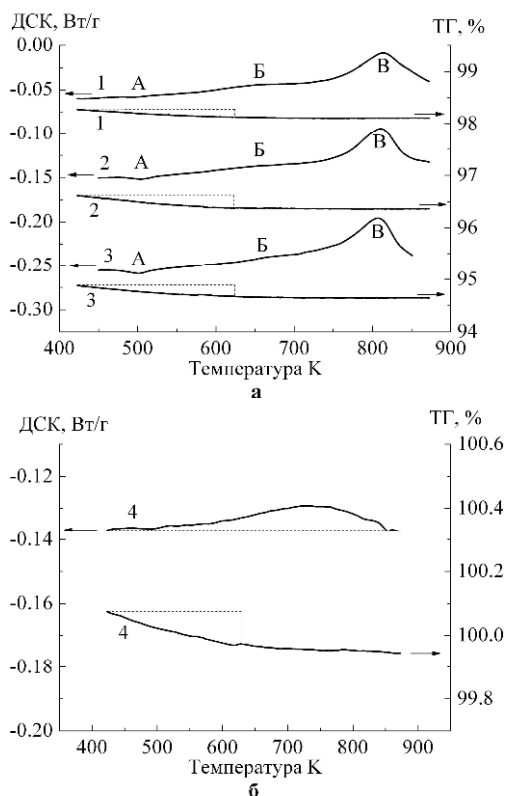 ДСК, Вт/г ТГ, %
0.00
-0.05
-0.10
-0.15
-0.20
-0.25
-0.30
99
98
97
96
95
94
1 А Б В
1
2 А Б В
2
3 А Б В
3
400 500 600 700 800 900
Температура K
а
ДСК, Вт/г ТГ, %
-0.12
-0.14
-0.16
-0.18
-0.20
100.6
100.4
100.2
100.0
99.8
4
4
400 500 600 700 800 900
Температура K
б